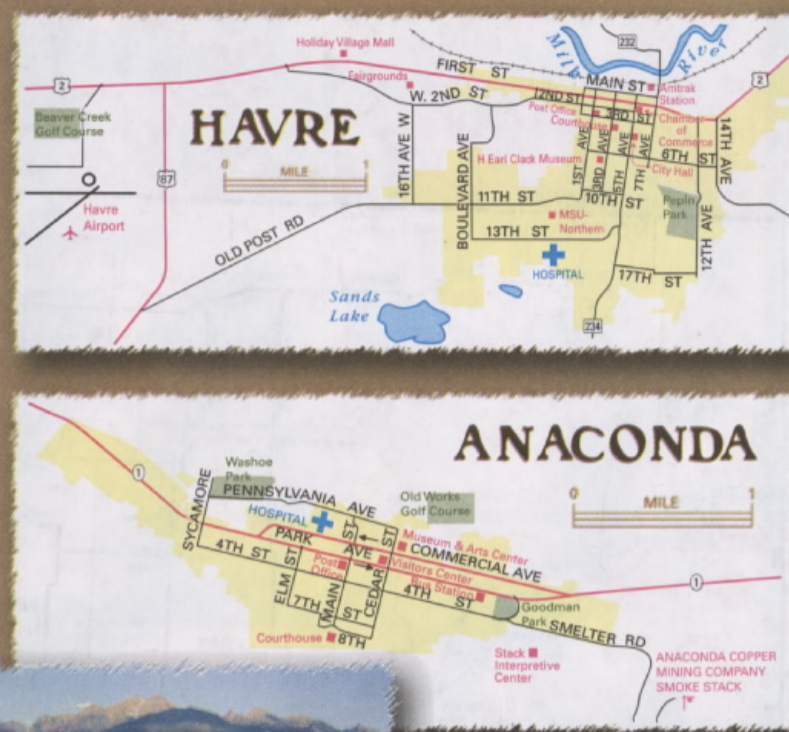 Holiday Village Mall
Fairgrounds
FIRST ST
MAIN ST
Milk River
232
2
2
Amtrak
Station
W. 2ND ST
2ND ST
3RD ST
Post Office
Courthouse
Chamber
of
Commerce
Beaver Creek
Golf Course
HAVRE
0 1
MILE
16TH AVE W
BOULEVARD AVE
H Earl Clack Museum
1ST AVE
3RD AVE
5TH AVE
7TH AVE
6TH ST
City Hall
14TH AVE
12TH AVE
87
Havre
Airport
OLD POST RD
11TH ST
10TH ST
Pepin
Park
MSU-
Northern
13TH ST
HOSPITAL
17TH ST
Sands
Lake
234
ANACONDA
0 1
MILE
1
Washoe
Park
PENNSYLVANIA AVE
SYCAMORE
HOSPITAL
Old Works
Golf Course
PARK AVE
ST
ST
Museum & Arts Center
COMMERCIAL AVE
4TH ST
Post
Office
Visitors Center
Bus Station
ELM ST
MAIN
CEDAR
4TH ST
1
7TH ST
Goodman
Park
SMELTER RD
Courthouse
8TH
Stack
Interpretive
Center
ANACONDA COPPER
MINING COMPANY
SMOKE STACK